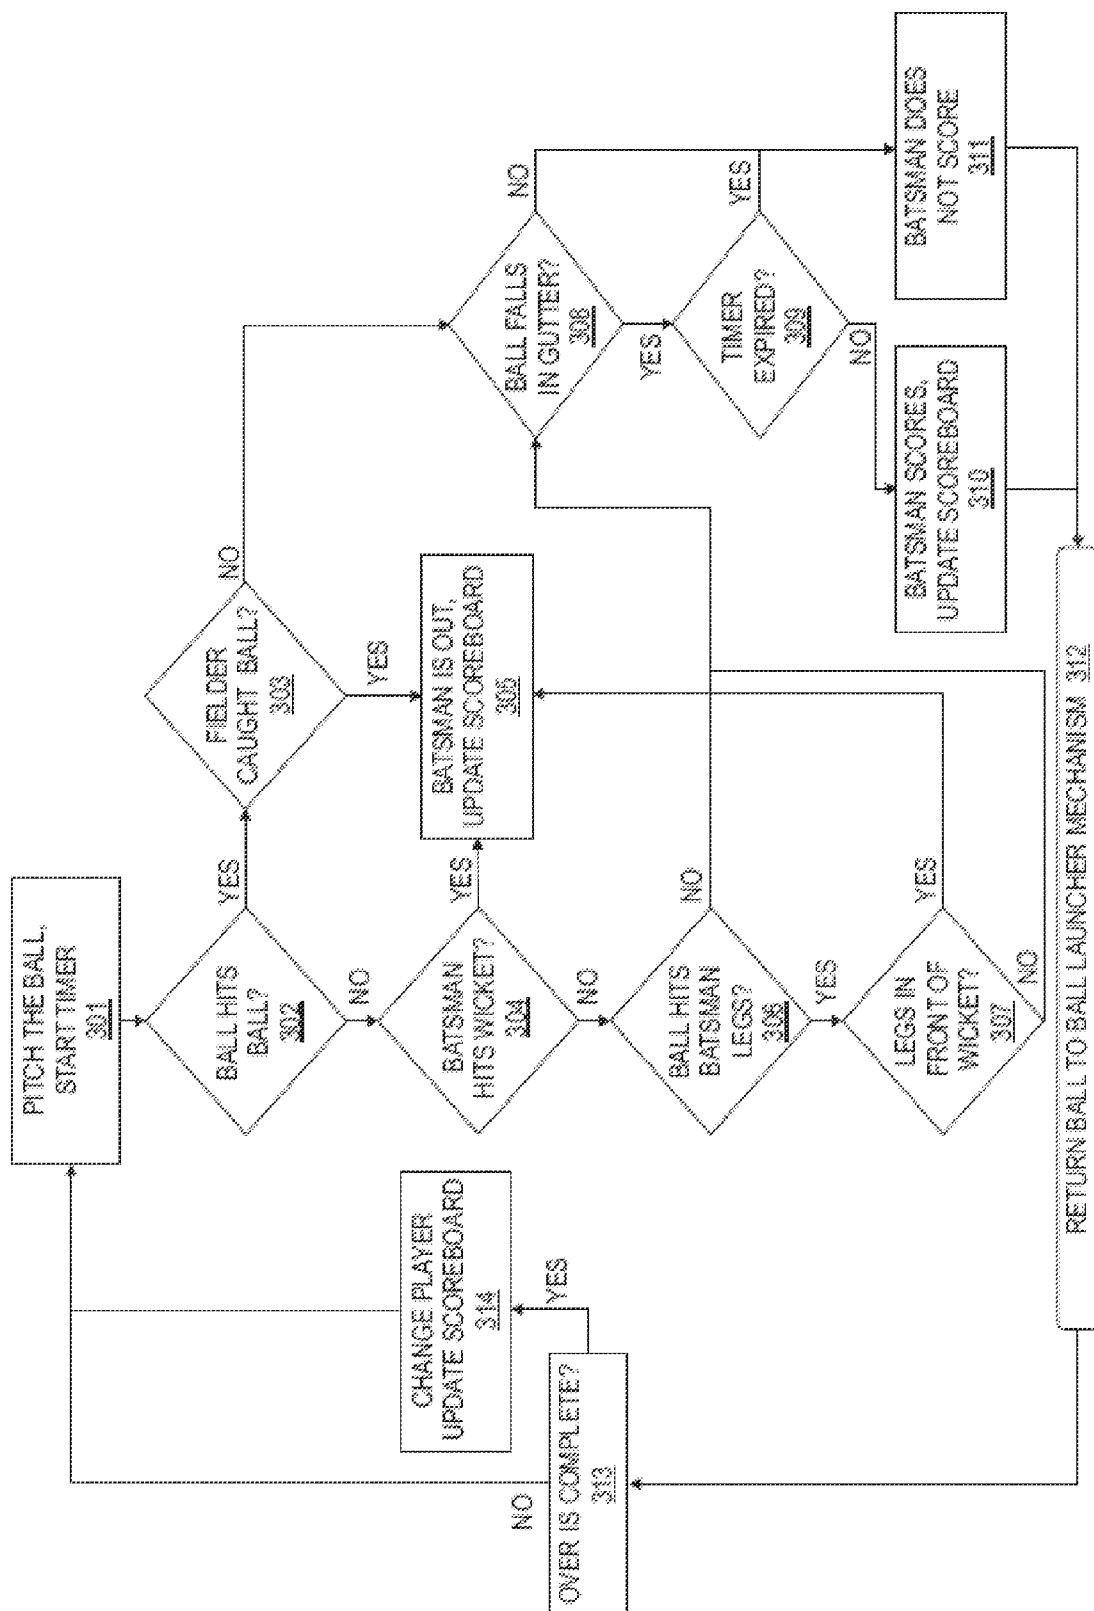 PITCH THE BALL,
START TIMER
301
BALL HITS
BALL?
302
YES
NO
FIELDER
CAUGHT BALL?
303
NO
YES
BATSMAN
HITS WICKET?
304
YES
NO
BATSMAN IS OUT,
UPDATE SCOREBOARD
305
BALL HITS
BATSMAN
LEGS?
306
NO
YES
LEGS IN
FRONT OF
WICKET?
307
YES
NO
BALL FALLS
IN GUTTER?
308
NO
YES
TIMER
EXPIRED?
309
YES
NO
BATSMAN SCORES,
UPDATE SCOREBOARD
310
BATSMAN DOES
NOT SCORE
311
RETURN BALL TO BALL LAUNCHER MECHANISM 312
OVER IS COMPLETE?
313
NO
YES
CHANGE PLAYER
UPDATE SCOREBOARD
314